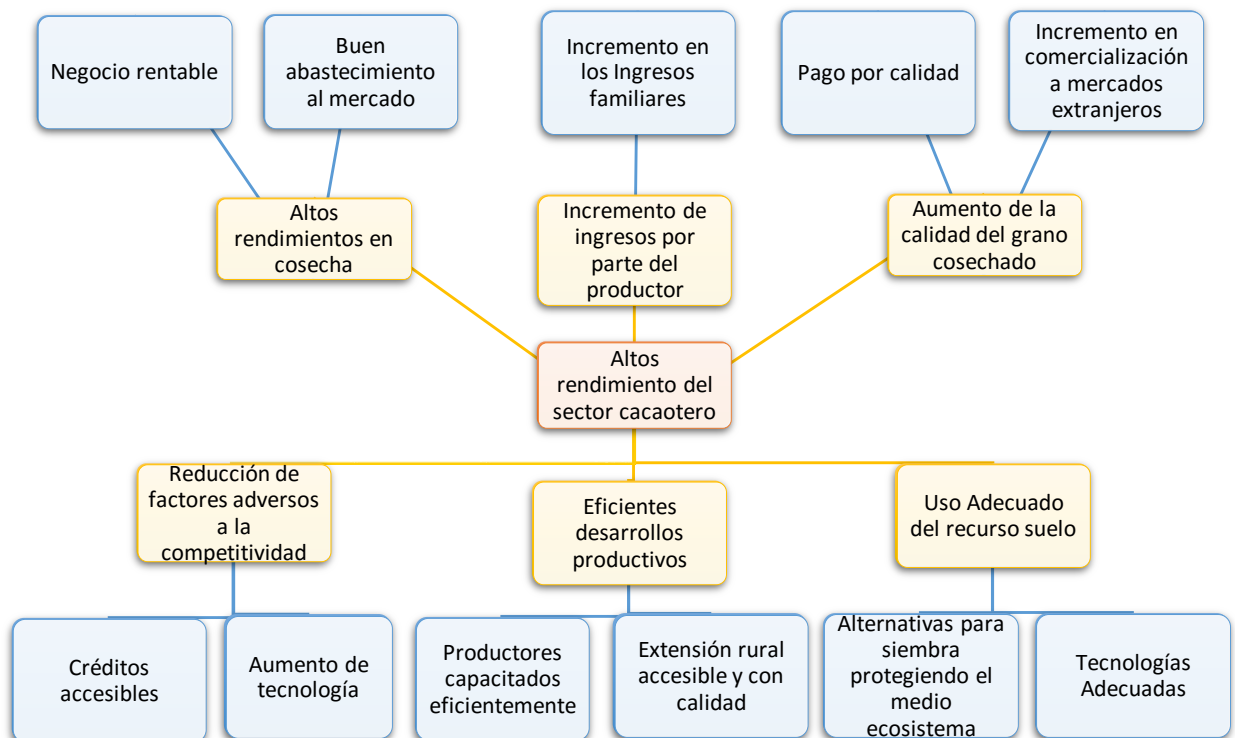 Negocio rentable
Buen
abastecimiento
al mercado
Incremento en
los Ingresos
familiares
Pago por calidad
Incremento en
comercialización
a mercados
extranjeros
Altos
rendimientos en
cosecha
Incremento de
ingresos por
parte del
productor
Aumento de la
calidad del grano
cosechado
Altos
rendimiento del
sector cacaotero
Reducción de
factores adversos
a la
competitividad
Eficientes
desarrollos
productivos
Uso Adecuado
del recurso suelo
Créditos
accesibles
Aumento de
tecnología
Productores
capacitados
eficientemente
Extensión rural
accesible y con
calidad
Alternativas para
siembra
protegiendo el
medio
ecosistema
Tecnologías
Adecuadas